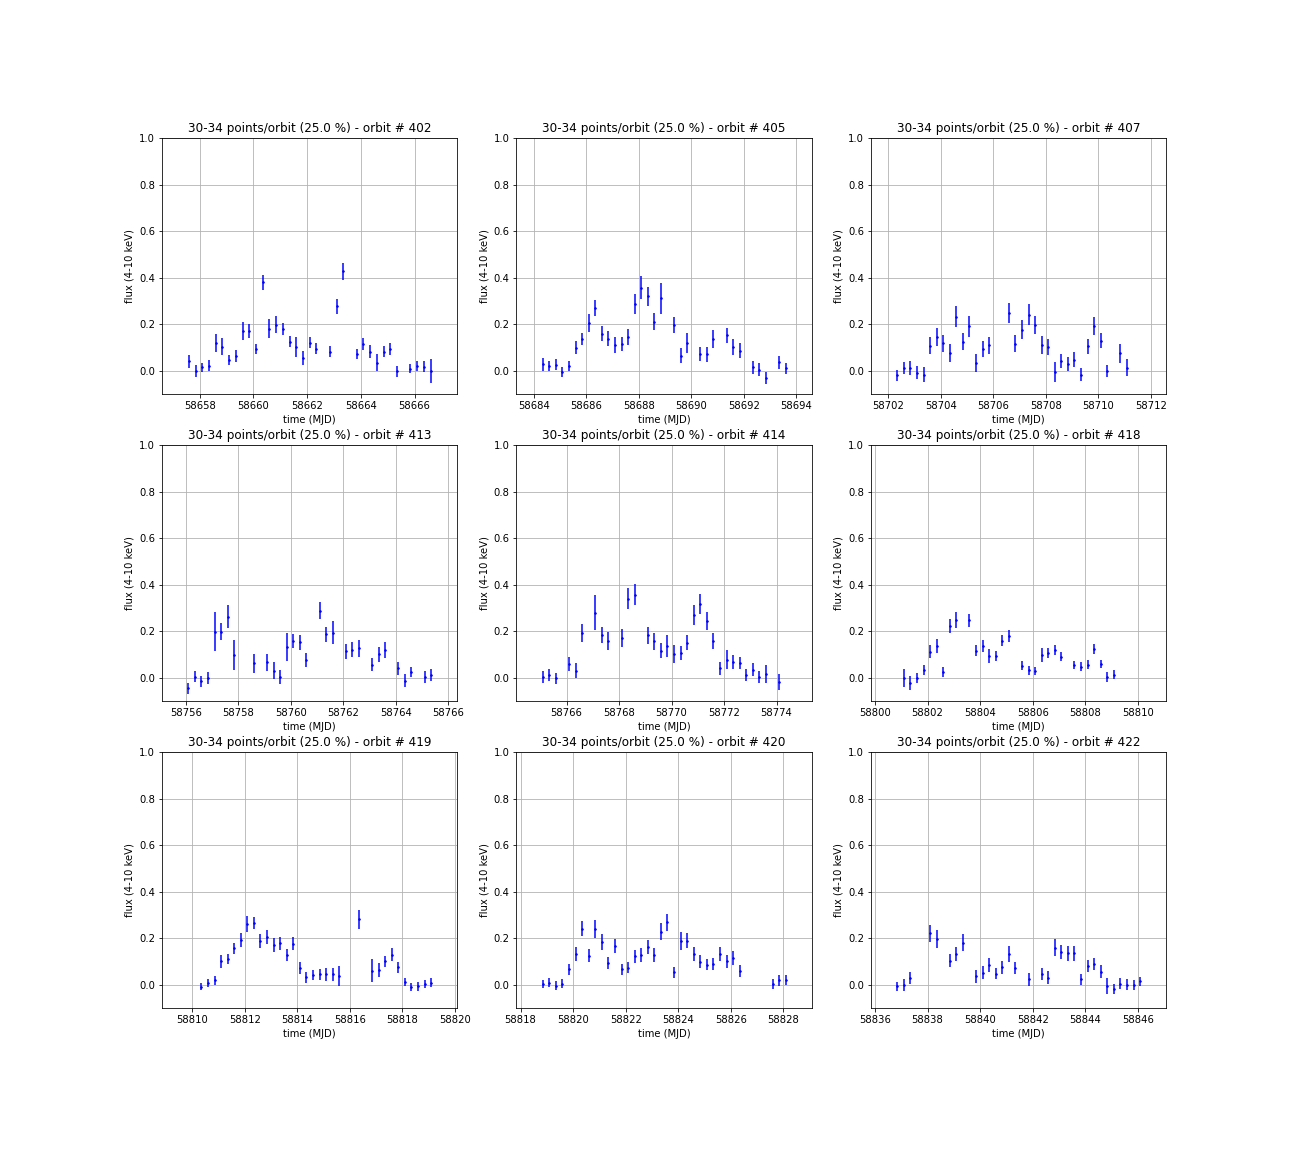 30-34 points/orbit (25.0 %) - orbit # 402
1.0
0.8
0.6
0.4
0.2
0.0
flux (4-10 keV)
58658 58660 58662 58664 58666
time (MJD)
30-34 points/orbit (25.0 %) - orbit # 405
1.0
0.8
0.6
0.4
0.2
0.0
flux (4-10 keV)
58684 58686 58688 58690 58692 58694
time (MJD)
30-34 points/orbit (25.0 %) - orbit # 407
1.0
0.8
0.6
0.4
0.2
0.0
flux (4-10 keV)
58702 58704 58706 58708 58710 58712
time (MJD)
30-34 points/orbit (25.0 %) - orbit # 413
1.0
0.8
0.6
0.4
0.2
0.0
flux (4-10 keV)
58756 58758 58760 58762 58764 58766
time (MJD)
30-34 points/orbit (25.0 %) - orbit # 414
1.0
0.8
0.6
0.4
0.2
0.0
flux (4-10 keV)
58766 58768 58770 58772 58774
time (MJD)
30-34 points/orbit (25.0 %) - orbit # 418
1.0
0.8
0.6
0.4
0.2
0.0
flux (4-10 keV)
58800 58802 58804 58806 58808 58810
time (MJD)
30-34 points/orbit (25.0 %) - orbit # 419
1.0
0.8
0.6
0.4
0.2
0.0
flux (4-10 keV)
58810 58812 58814 58816 58818 58820
time (MJD)
30-34 points/orbit (25.0 %) - orbit # 420
1.0
0.8
0.6
0.4
0.2
0.0
flux (4-10 keV)
58818 58820 58822 58824 58826 58828
time (MJD)
30-34 points/orbit (25.0 %) - orbit # 422
1.0
0.8
0.6
0.4
0.2
0.0
flux (4-10 keV)
58836 58838 58840 58842 58844 58846
time (MJD)